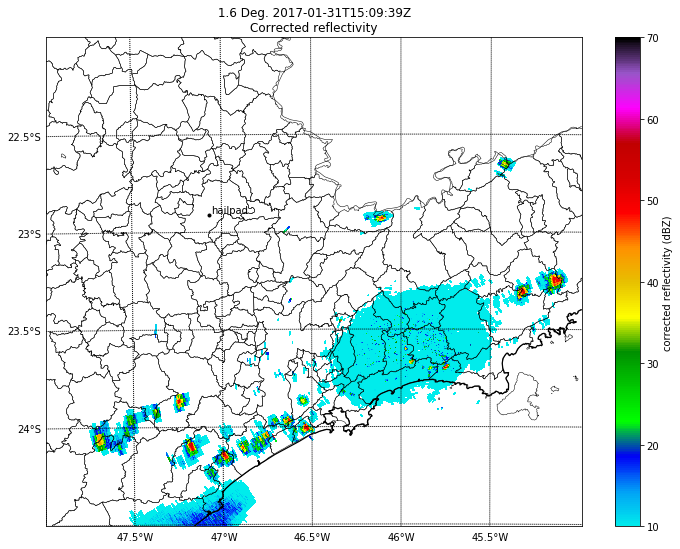 1.6 Deg. 2017-01-31T15:09:39Z
Corrected reflectivity
70
60
50
40
30
20
10
corrected reflectivity (dBZ)
22.5°S
hailpad
23°S
23.5°S
24°S
47.5°W
47°W
46.5°W
46°W
45.5°W